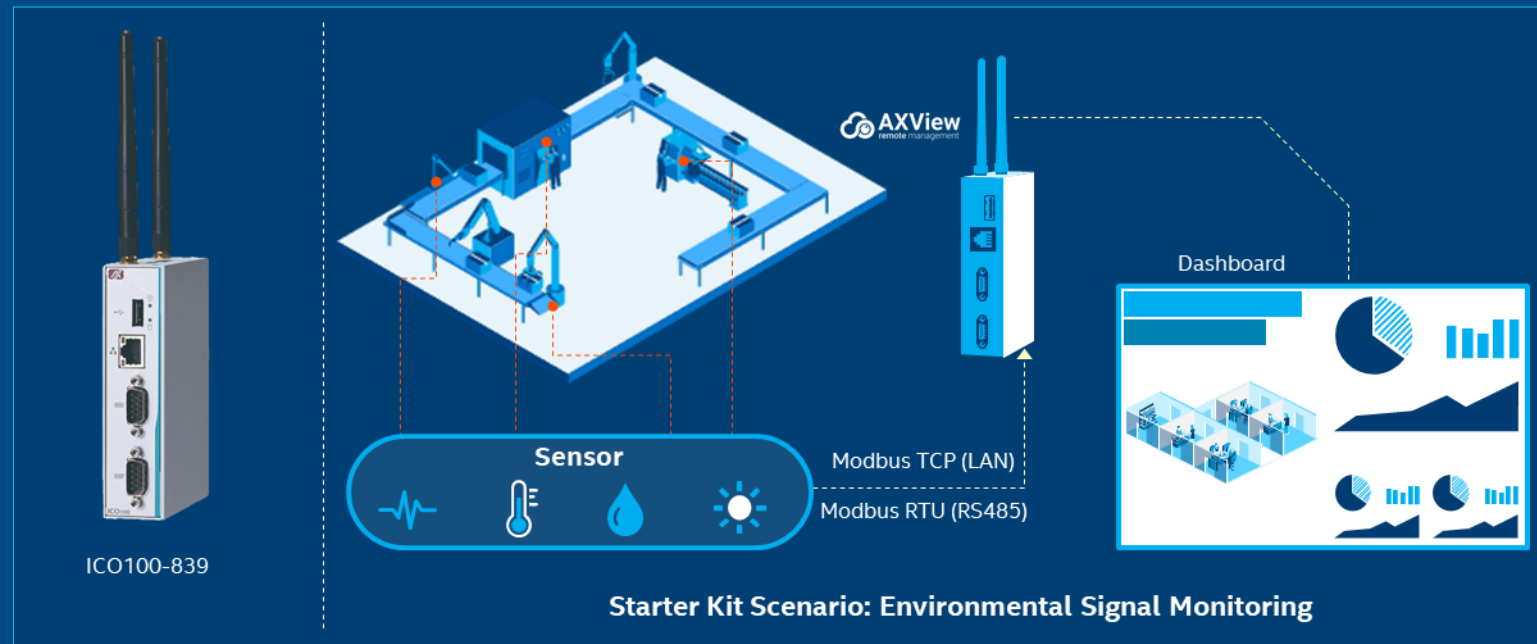 ICO100
ICO100-839
AXView
remote management
Dashboard
Sensor
Modbus TCP (LAN)
Modbus RTU (RS485)
Starter Kit Scenario: Environmental Signal Monitoring